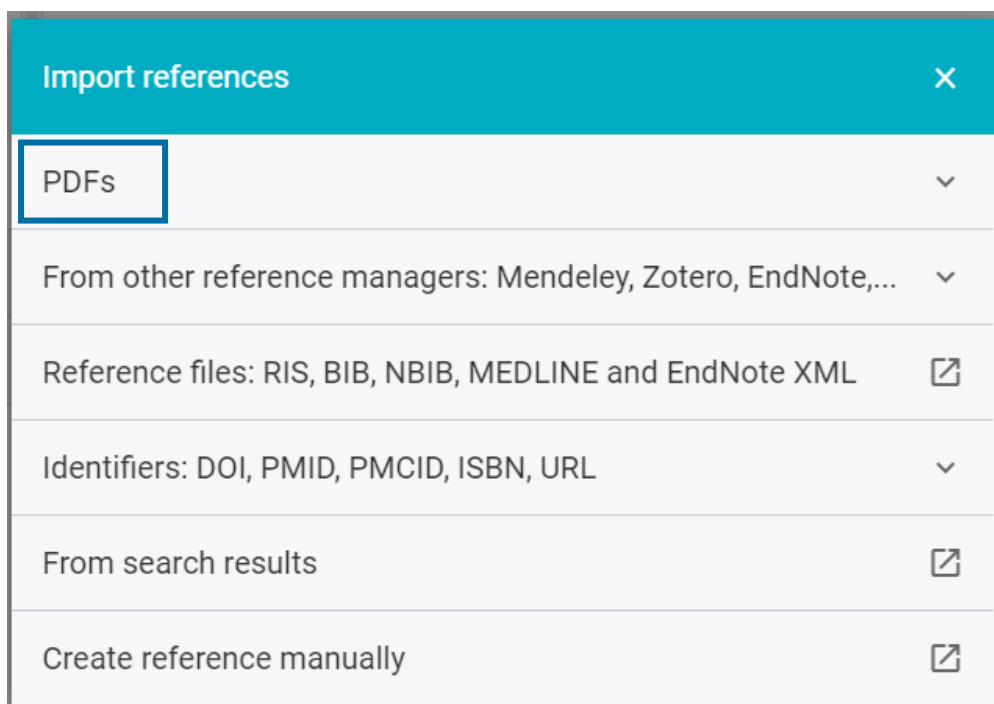 Import references
PDFs
From other reference managers: Mendeley, Zotero, EndNote,...
Reference files: RIS, BIB, NBIB, MEDLINE and EndNote XML
Identifiers: DOI, PMID, PMCID, ISBN, URL
From search results
Create reference manually